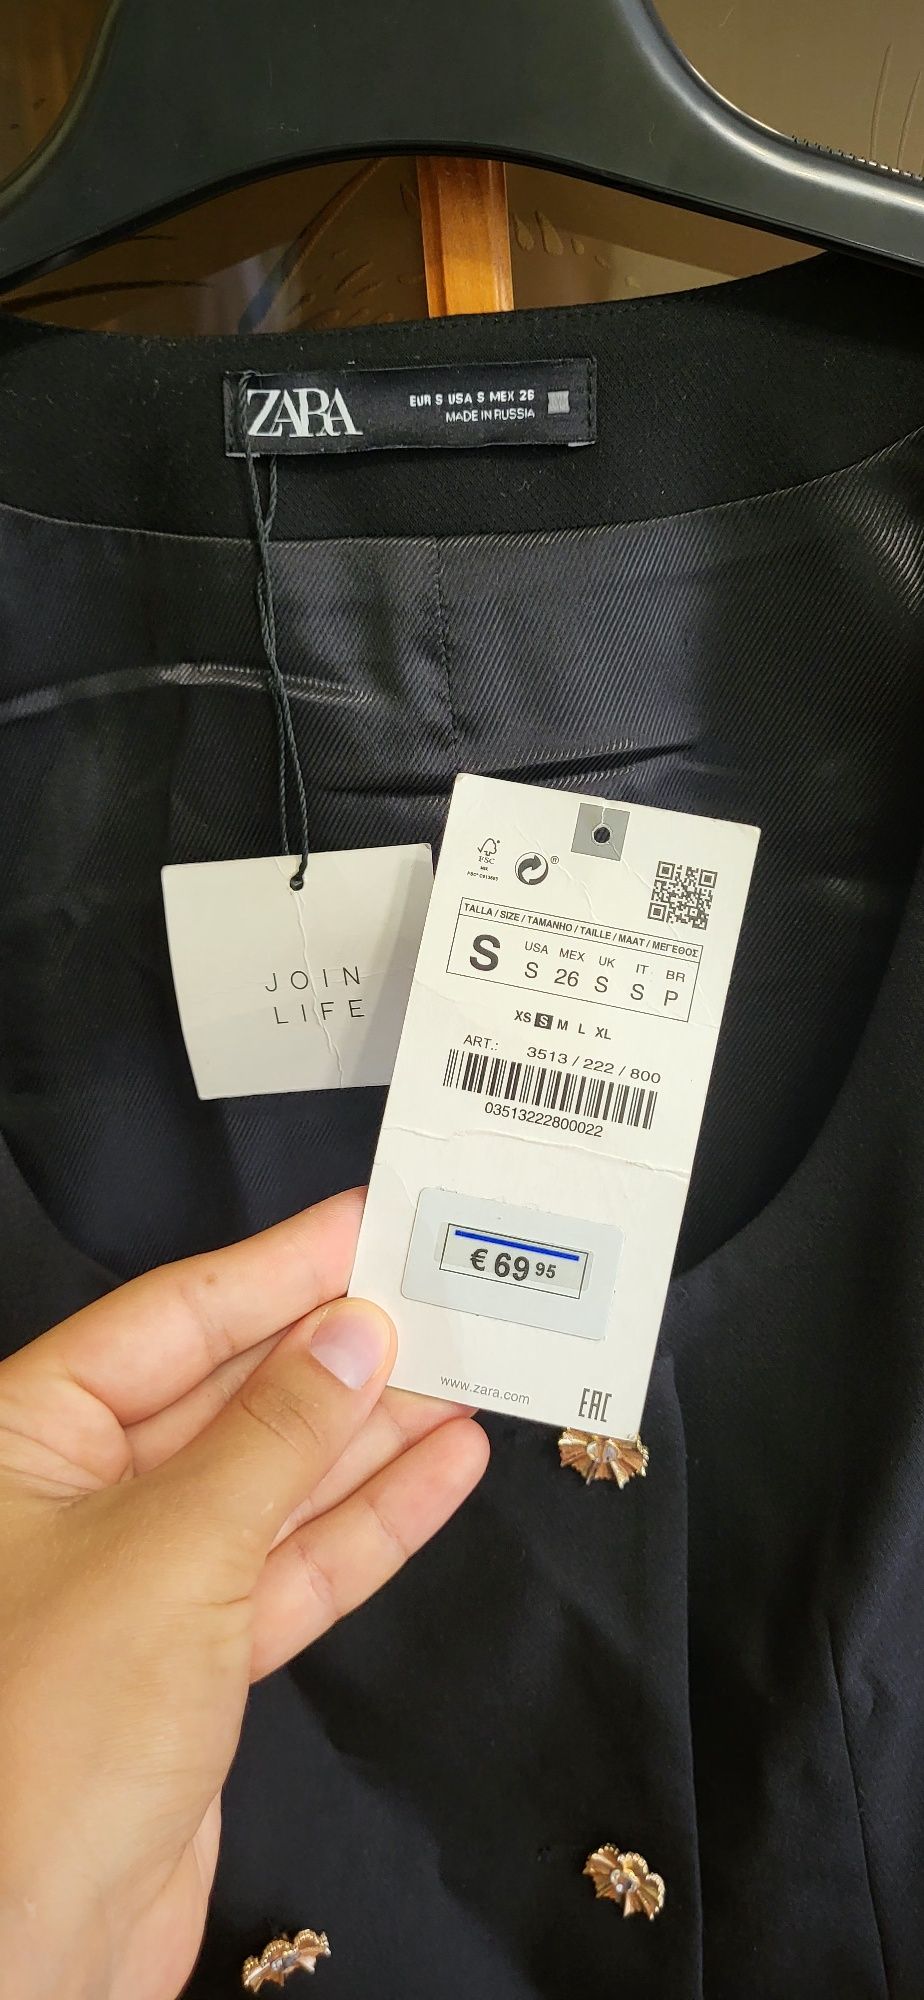 ZARA
EUR S USA S MEX 26
MADE IN RUSSIA
JOIN
LIFE
FSC
MIX
®
TALLA / SIZE / TAMANHO / TAILLE / MAAT / ΜΕΓΕΘΟΣ
S
USA MEX UK IT BR
S 26 S S P
XS S M L XL
ART.: 3513 / 222 / 800
03513222800022
€ 69 95
www.zara.com
EAC